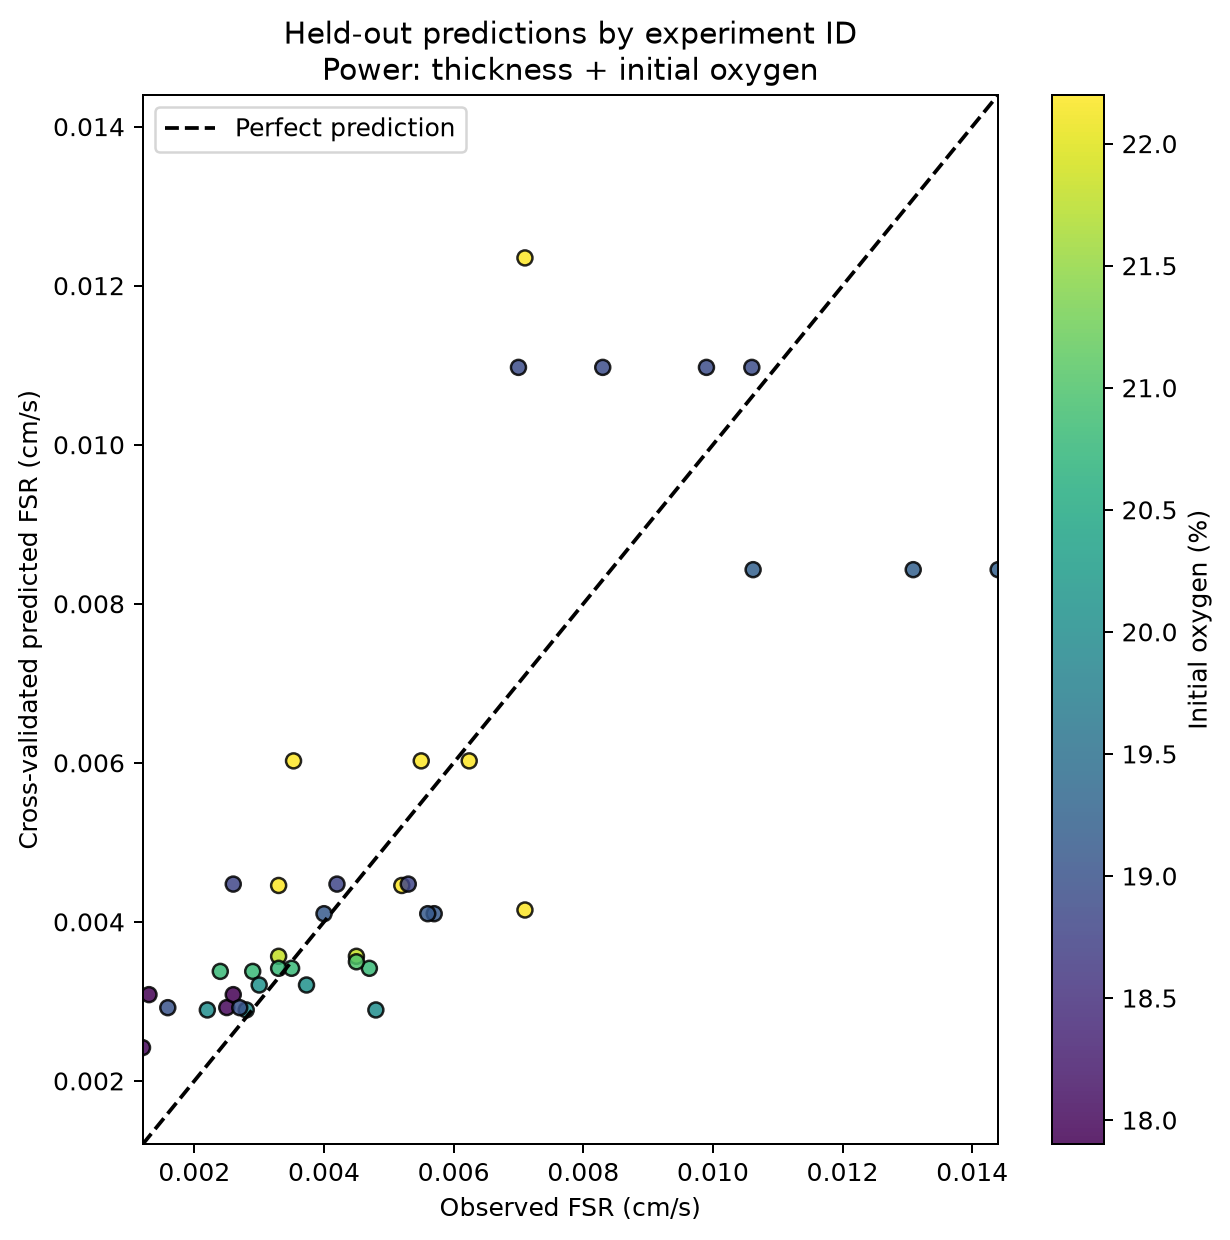 Held-out predictions by experiment ID
Power: thickness + initial oxygen
Perfect prediction
0.014
0.012
0.010
0.008
0.006
0.004
0.002
Cross-validated predicted FSR (cm/s)
0.002 0.004 0.006 0.008 0.010 0.012 0.014
Observed FSR (cm/s)
22.0
21.5
21.0
20.5
20.0
19.5
19.0
18.5
18.0
Initial oxygen (%)